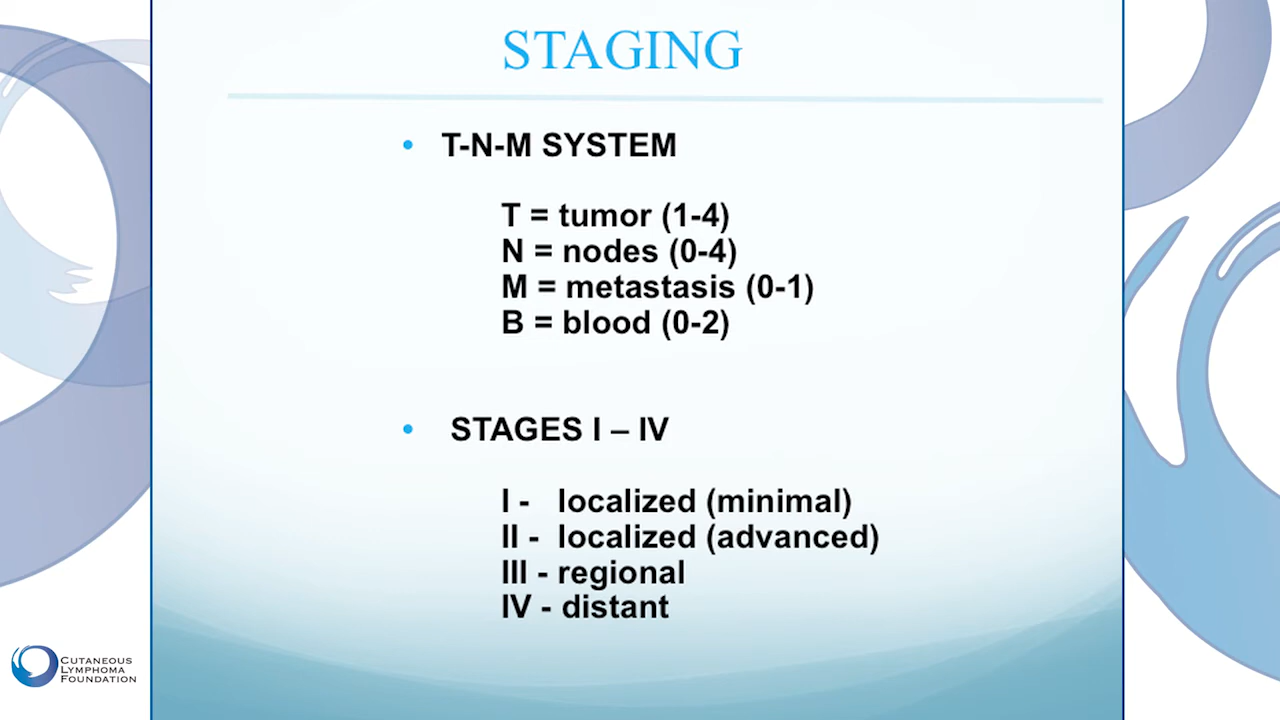 STAGING
• T-N-M SYSTEM
T = tumor (1-4)
N = nodes (0-4)
M = metastasis (0-1)
B = blood (0-2)
• STAGES I – IV
I - localized (minimal)
II - localized (advanced)
III - regional
IV - distant
CUTANEOUS
LYMPHOMA
FOUNDATION